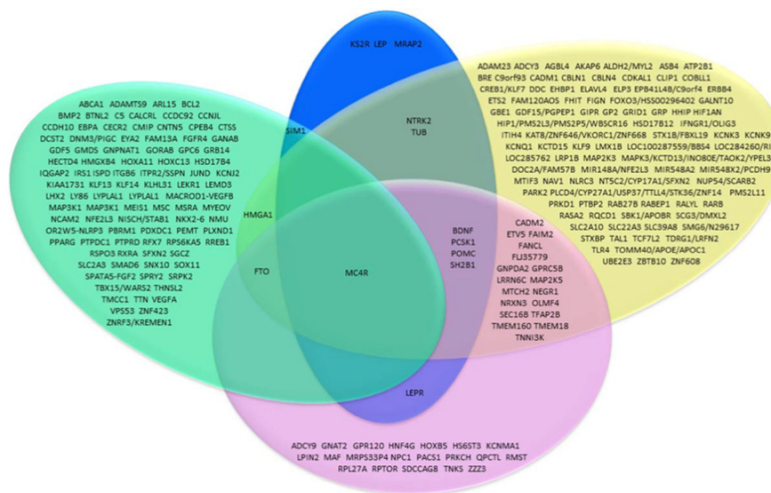 KS2R LEP MRAP2
SIM1
NTRK2
TUB
ABCA1 ADAMTS9 ARL15 BCL2
BMP2 BTNL2 C5 CALCRL CCDC92 CCNJL
CCDH10 EBPA CECR2 CMIP CNTN5 CPEB4 CTSS
DCST2 DNM3/PIGC EYA2 FAM13A FGFR4 GANAB
GDF5 GMDS GNPNAT1 GORAB GPC6 GRB14
HECTD4 HMGKB4 HOXA11 HOXC13 HSD17B4
IQGAP2 IRS1 ISPD ITGB6 ITPR2/SSPN JUND KCNJ2
KIAA1731 KLF13 KLF14 KLHL31 LEKR1 LEMD3
LHX2 LY86 LYPLAL1 LYPLAL1 MACROD1-VEGFB
MAP3K1 MAP3K1 MEIS1 MSC MSRA MYEOV
NCAM2 NFE2L3 NISCH/STAB1 NKX2-6 NMU
OR2W5-NLRP3 PBRM1 PDXDC1 PEMT PLXND1
PPARG PTPDC1 PTPRD RFX7 RPS6KA5 RREB1
RSPO3 RXRA SFXN2 SGCZ
SLC2A3 SMAD6 SNX10 SOX11
SPATA5-FGF2 SPRY2 SRPK2
TBX15/WARS2 THNSL2
TMCC1 TTN VEGFA
VPS53 ZNF423
ZNRF3/KREMEN1
HMGA1
FTO
MC4R
BDNF
PCSK1
POMC
SH2B1
LEPR
ADAM23 ADCY3 AGBL4 AKAP6 ALDH2/MYL2 ASB4 ATP2B1
BRE C9orf93 CADM1 CBLN1 CBLN4 CDKAL1 CLIP1 COBLL1
CREB1/KLF7 DDC EHBP1 ELAVL4 ELP3 EPB41L4B/C9orf4 ERBB4
ETS2 FAM120AOS FHIT FIGN FOXO3/HSS00296402 GALNT10
GBE1 GDF15/PGPEP1 GIPR GP2 GRID1 GRP HHIP HIF1AN
HIP1/PMS2L3/PMS2P5/WBSCR16 HSD17B12 IFNGR1/OLIG3
ITIH4 KAT8/ZNF646/VKORC1/ZNF668 STX1B/FBXL19 KCNK3 KCNK9
KCNQ1 KCTD15 KLF9 LMX1B LOC100287559/BBS4 LOC284260/RI
LOC285762 LRP1B MAP2K3 MAPK3/KCTD13/INO80E/TAOK2/YPEL3
DOC2A/FAM57B MIR148A/NFE2L3 MIR548A2 MIR548X2/PCDH9
MTIF3 NAV1 NLRC3 NT5C2/CYP17A1/SFXN2 NUP54/SCARB2
PARK2 PLCD4/CYP27A1/USP37/TTLL4/STK36/ZNF14 PMS2L11
PRKD1 PTBP2 RAB27B RABEP1 RALYL RARB
RASA2 RQCD1 SBK1/APOBR SCG3/DMXL2
SLC2A10 SLC22A3 SLC39A8 SMG6/N29617
STXBP TAL1 TCF7L2 TDRG1/LRFN2
TLR4 TOMM40/APOE/APOC1
UBE2E3 ZBTB10 ZNF608
CADM2
ETV5 FAIM2
FANCL
FLJ35779
GNPDA2 GPRC5B
LRRN6C MAP2K5
MTCH2 NEGR1
NRXN3 OLMF4
SEC16B TFAP2B
TMEM160 TMEM18
TNNI3K
ADCY9 GNAT2 GPR120 HNF4G HOXB5 HS6ST3 KCNMA1
LPIN2 MAF MRPS33P4 NPC1 PACS1 PRKCH QPCTL RMST
RPL27A RPTOR SDCCAG8 TNKS ZZZ3